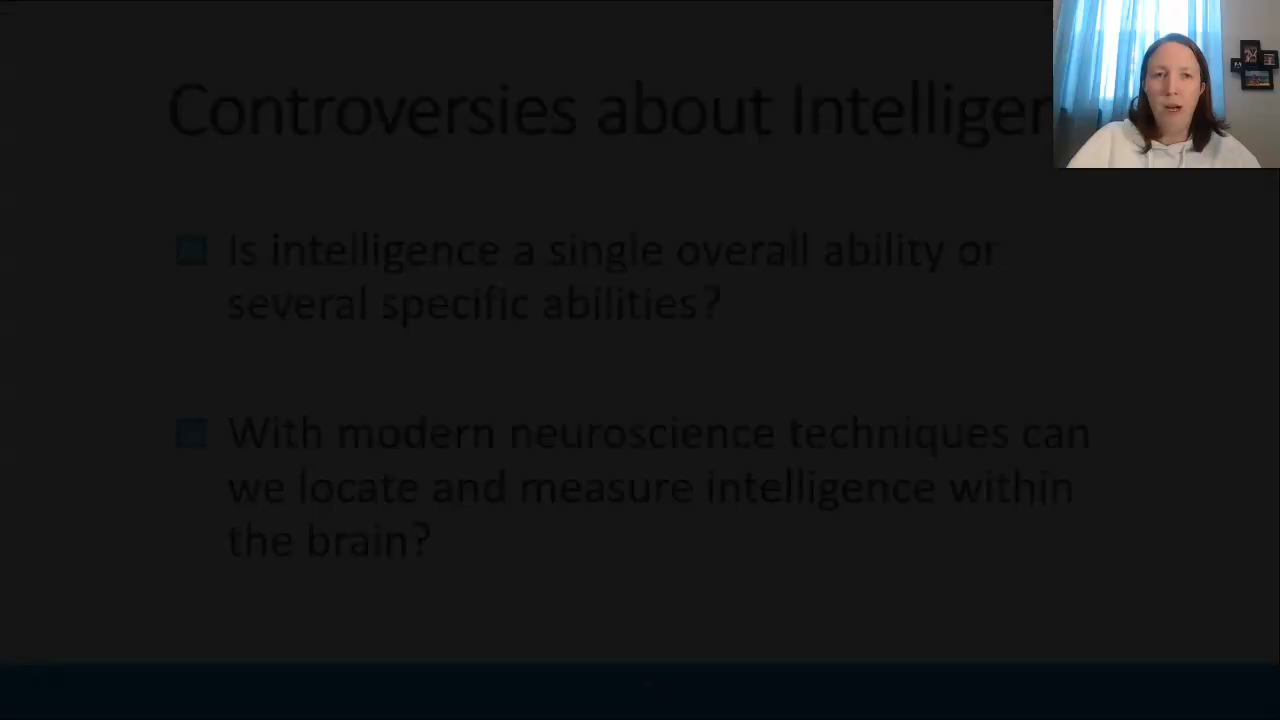 Controversies about Intelligen
Is intelligence a single overall ability or
several specific abilities?
With modern neuroscience techniques can
we locate and measure intelligence within
the brain?